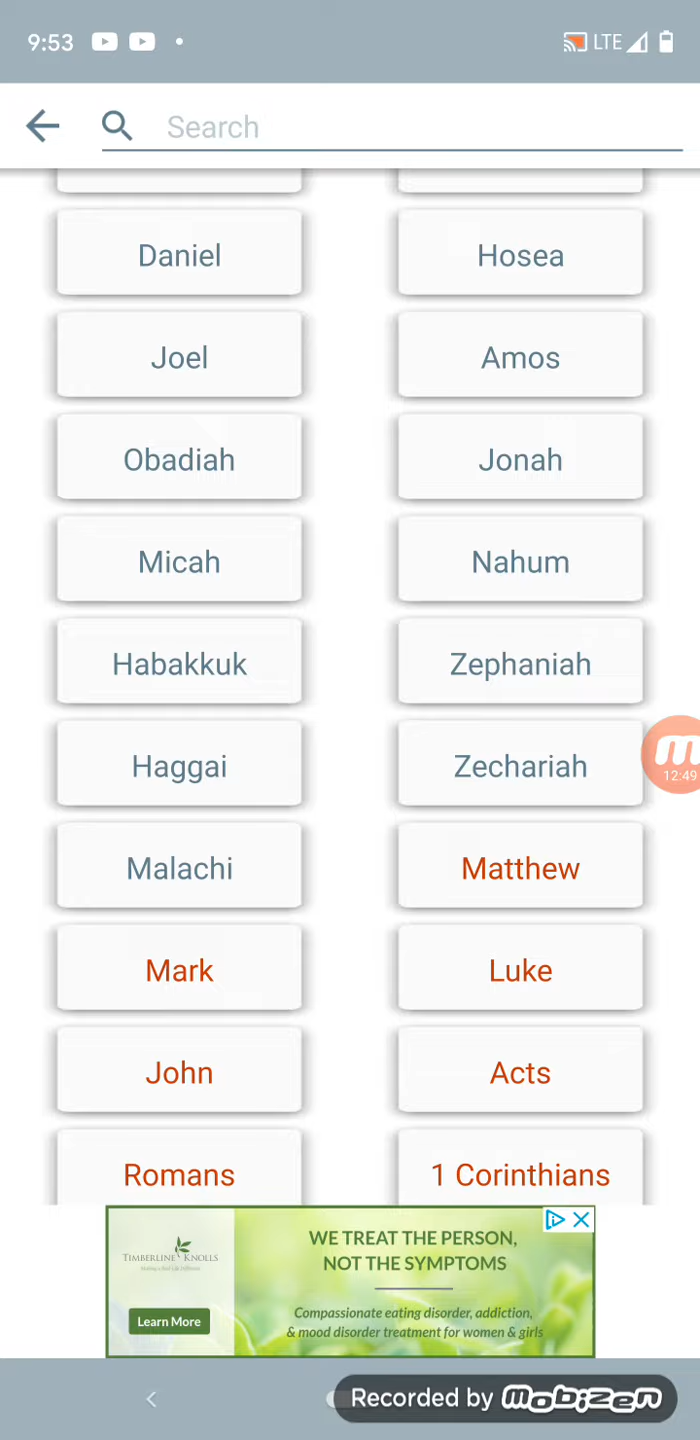 9:53 LTE
Search
Daniel Hosea
Joel Amos
Obadiah Jonah
Micah Nahum
Habakkuk Zephaniah
Haggai Zechariah
12:49
Malachi Matthew
Mark Luke
John Acts
Romans 1 Corinthians
WE TREAT THE PERSON,
NOT THE SYMPTOMS
TIMBERLINE KNOLLS
Compassionate eating disorder, addiction,
& mood disorder treatment for women & girls
Learn More
Recorded by mobizen